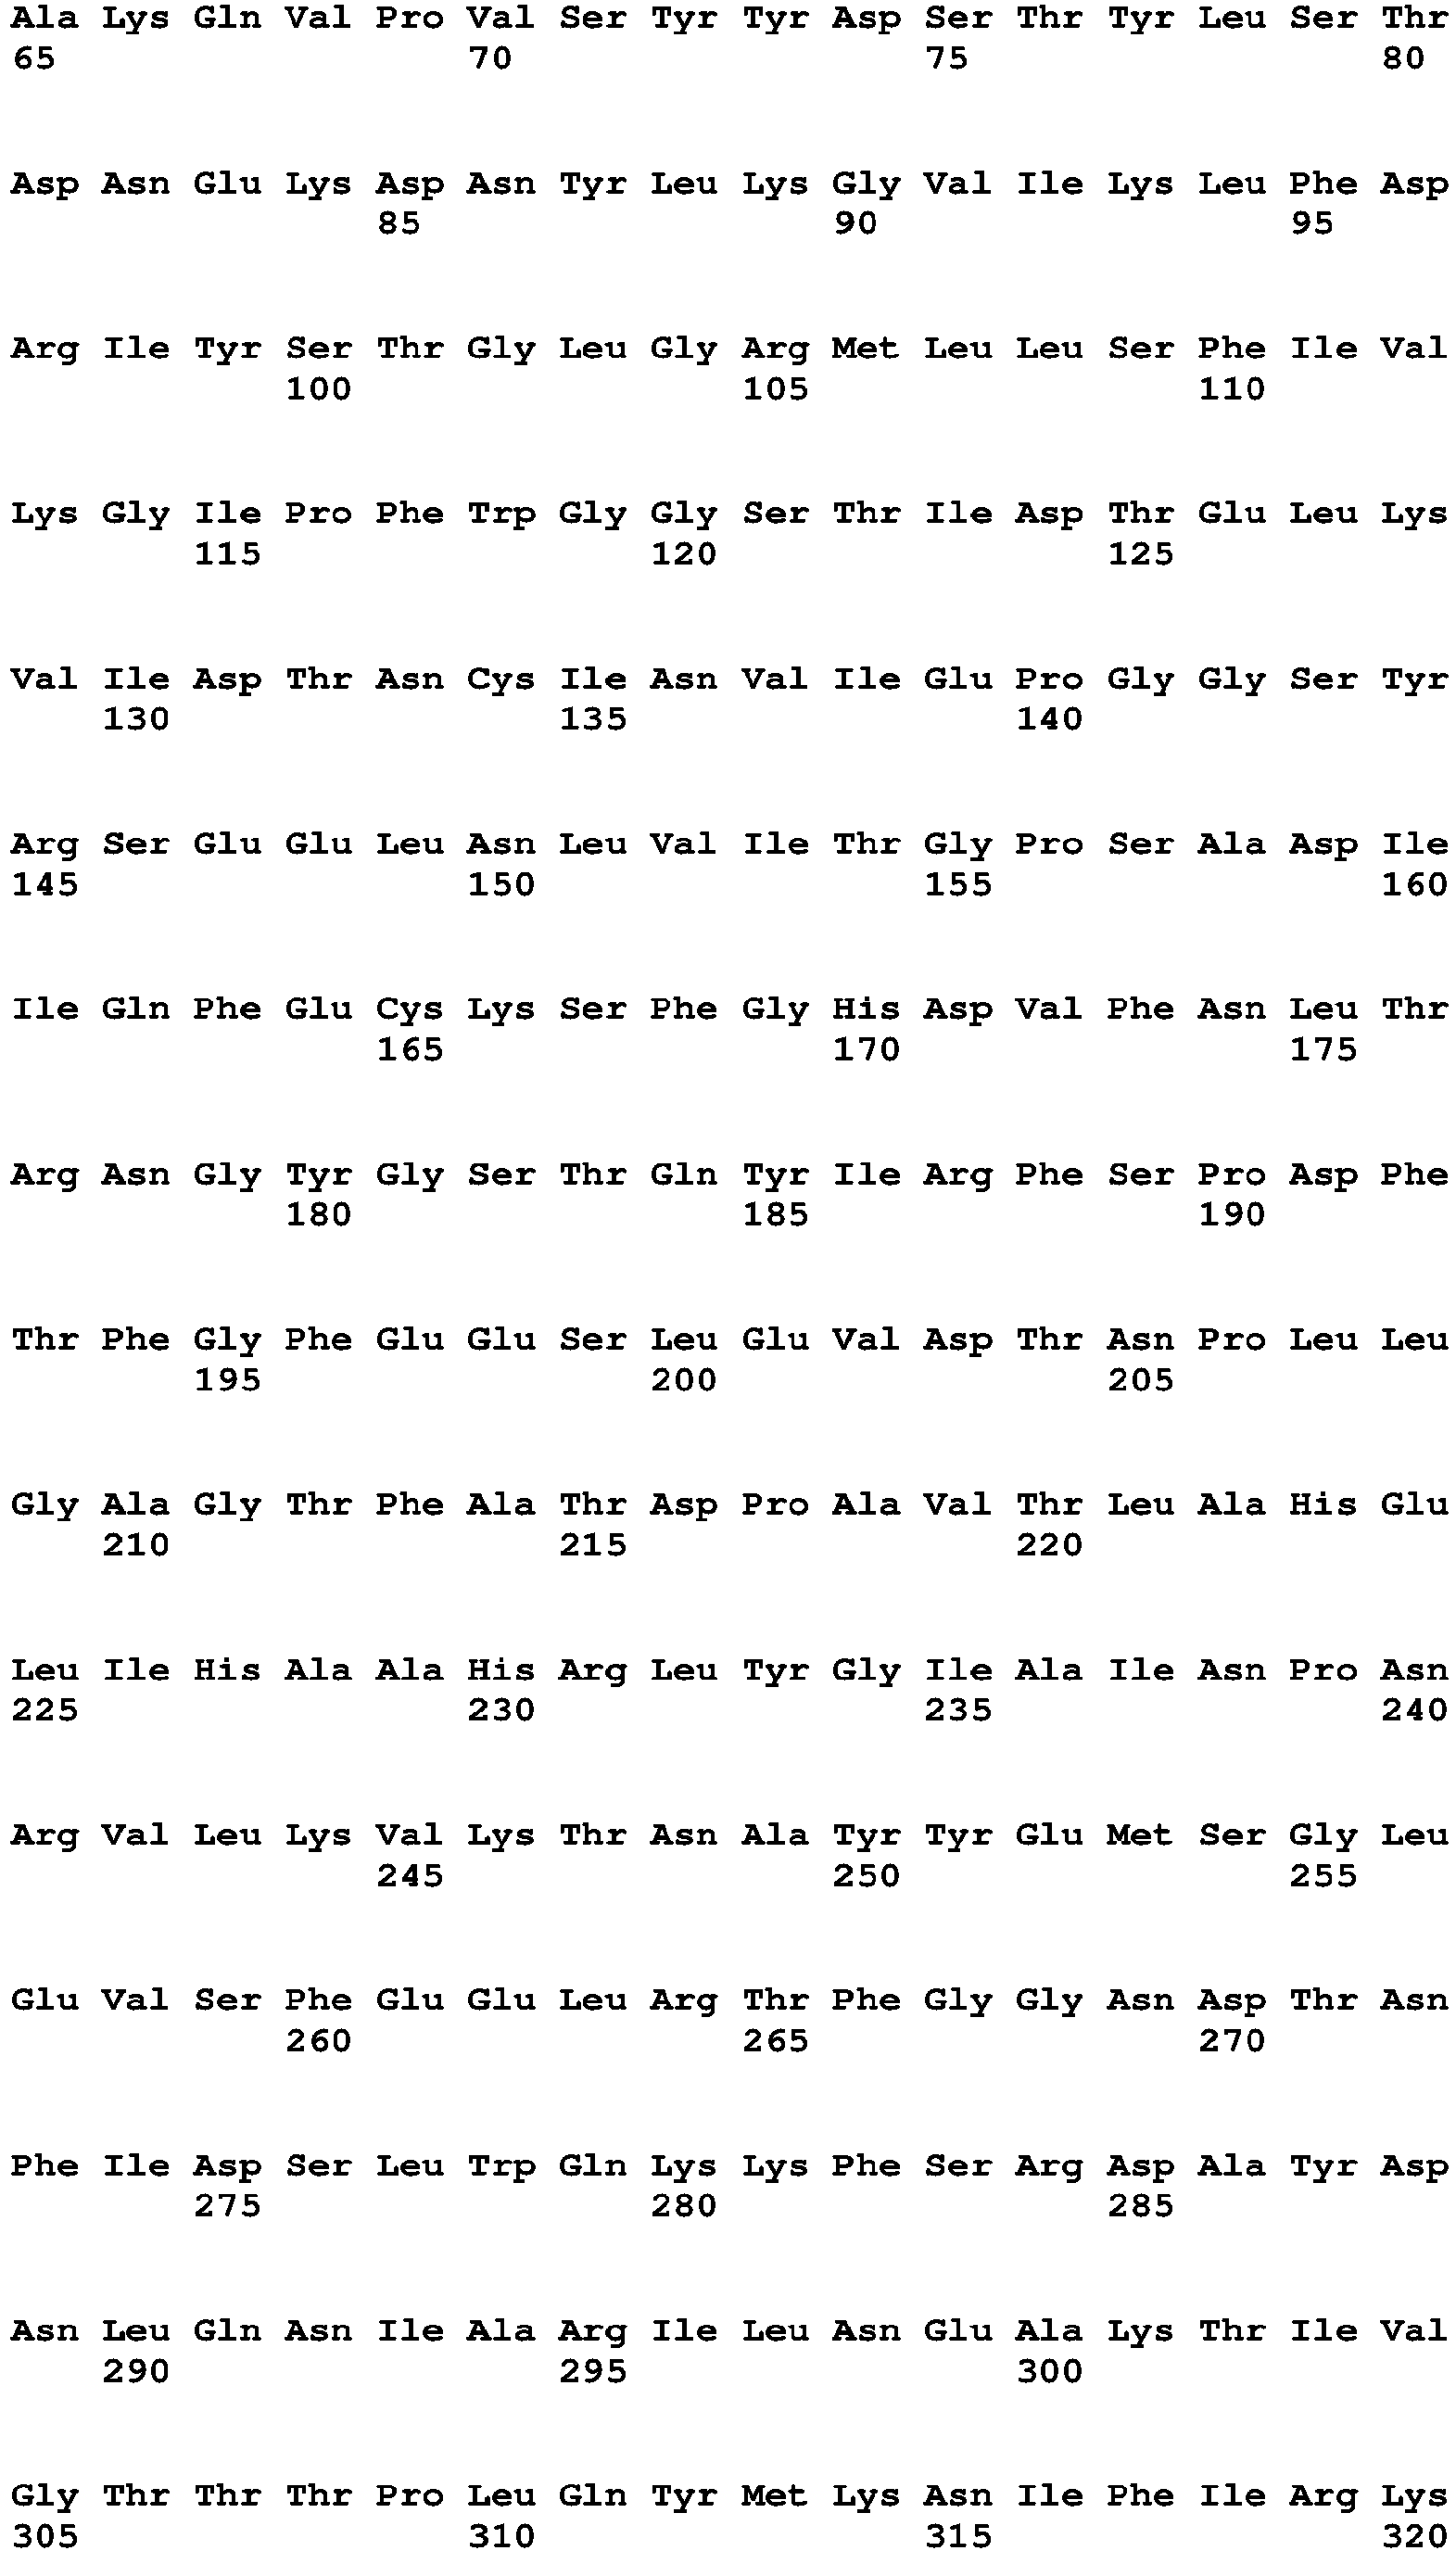 Ala Lys Gln Val Pro Val Ser Tyr Tyr Asp Ser Thr Tyr Leu Ser Thr
65 70 75 80
Asp Asn Glu Lys Asp Asn Tyr Leu Lys Gly Val Ile Lys Leu Phe Asp
85 90 95
Arg Ile Tyr Ser Thr Gly Leu Gly Arg Met Leu Leu Ser Phe Ile Val
100 105 110
Lys Gly Ile Pro Phe Trp Gly Gly Ser Thr Ile Asp Thr Glu Leu Lys
115 120 125
Val Ile Asp Thr Asn Cys Ile Asn Val Ile Glu Pro Gly Gly Ser Tyr
130 135 140
Arg Ser Glu Glu Leu Asn Leu Val Ile Thr Gly Pro Ser Ala Asp Ile
145 150 155 160
Ile Gln Phe Glu Cys Lys Ser Phe Gly His Asp Val Phe Asn Leu Thr
165 170 175
Arg Asn Gly Tyr Gly Ser Thr Gln Tyr Ile Arg Phe Ser Pro Asp Phe
180 185 190
Thr Phe Gly Phe Glu Glu Ser Leu Glu Val Asp Thr Asn Pro Leu Leu
195 200 205
Gly Ala Gly Thr Phe Ala Thr Asp Pro Ala Val Thr Leu Ala His Glu
210 215 220
Leu Ile His Ala Ala His Arg Leu Tyr Gly Ile Ala Ile Asn Pro Asn
225 230 235 240
Arg Val Leu Lys Val Lys Thr Asn Ala Tyr Tyr Glu Met Ser Gly Leu
245 250 255
Glu Val Ser Phe Glu Glu Leu Arg Thr Phe Gly Gly Asn Asp Thr Asn
260 265 270
Phe Ile Asp Ser Leu Trp Gln Lys Lys Phe Ser Arg Asp Ala Tyr Asp
275 280 285
Asn Leu Gln Asn Ile Ala Arg Ile Leu Asn Glu Ala Lys Thr Ile Val
290 295 300
Gly Thr Thr Thr Pro Leu Gln Tyr Met Lys Asn Ile Phe Ile Arg Lys
305 310 315 320